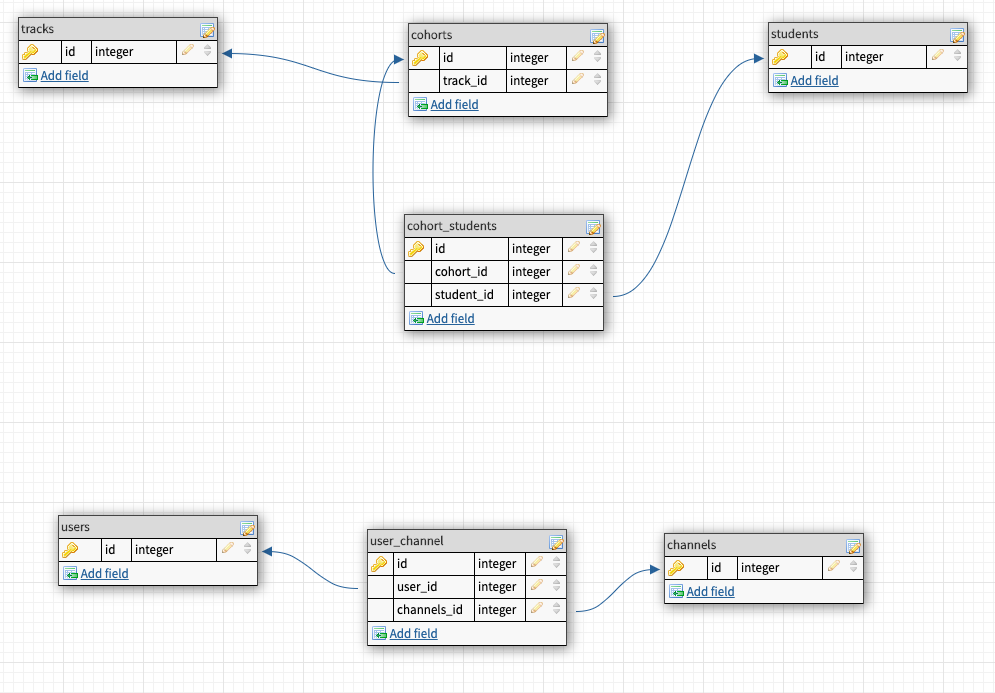 tracks
id integer
Add field
cohorts
id integer
track_id integer
Add field
students
id integer
Add field
cohort_students
id integer
cohort_id integer
student_id integer
Add field
users
id integer
Add field
user_channel
id integer
user_id integer
channels_id integer
Add field
channels
id integer
Add field